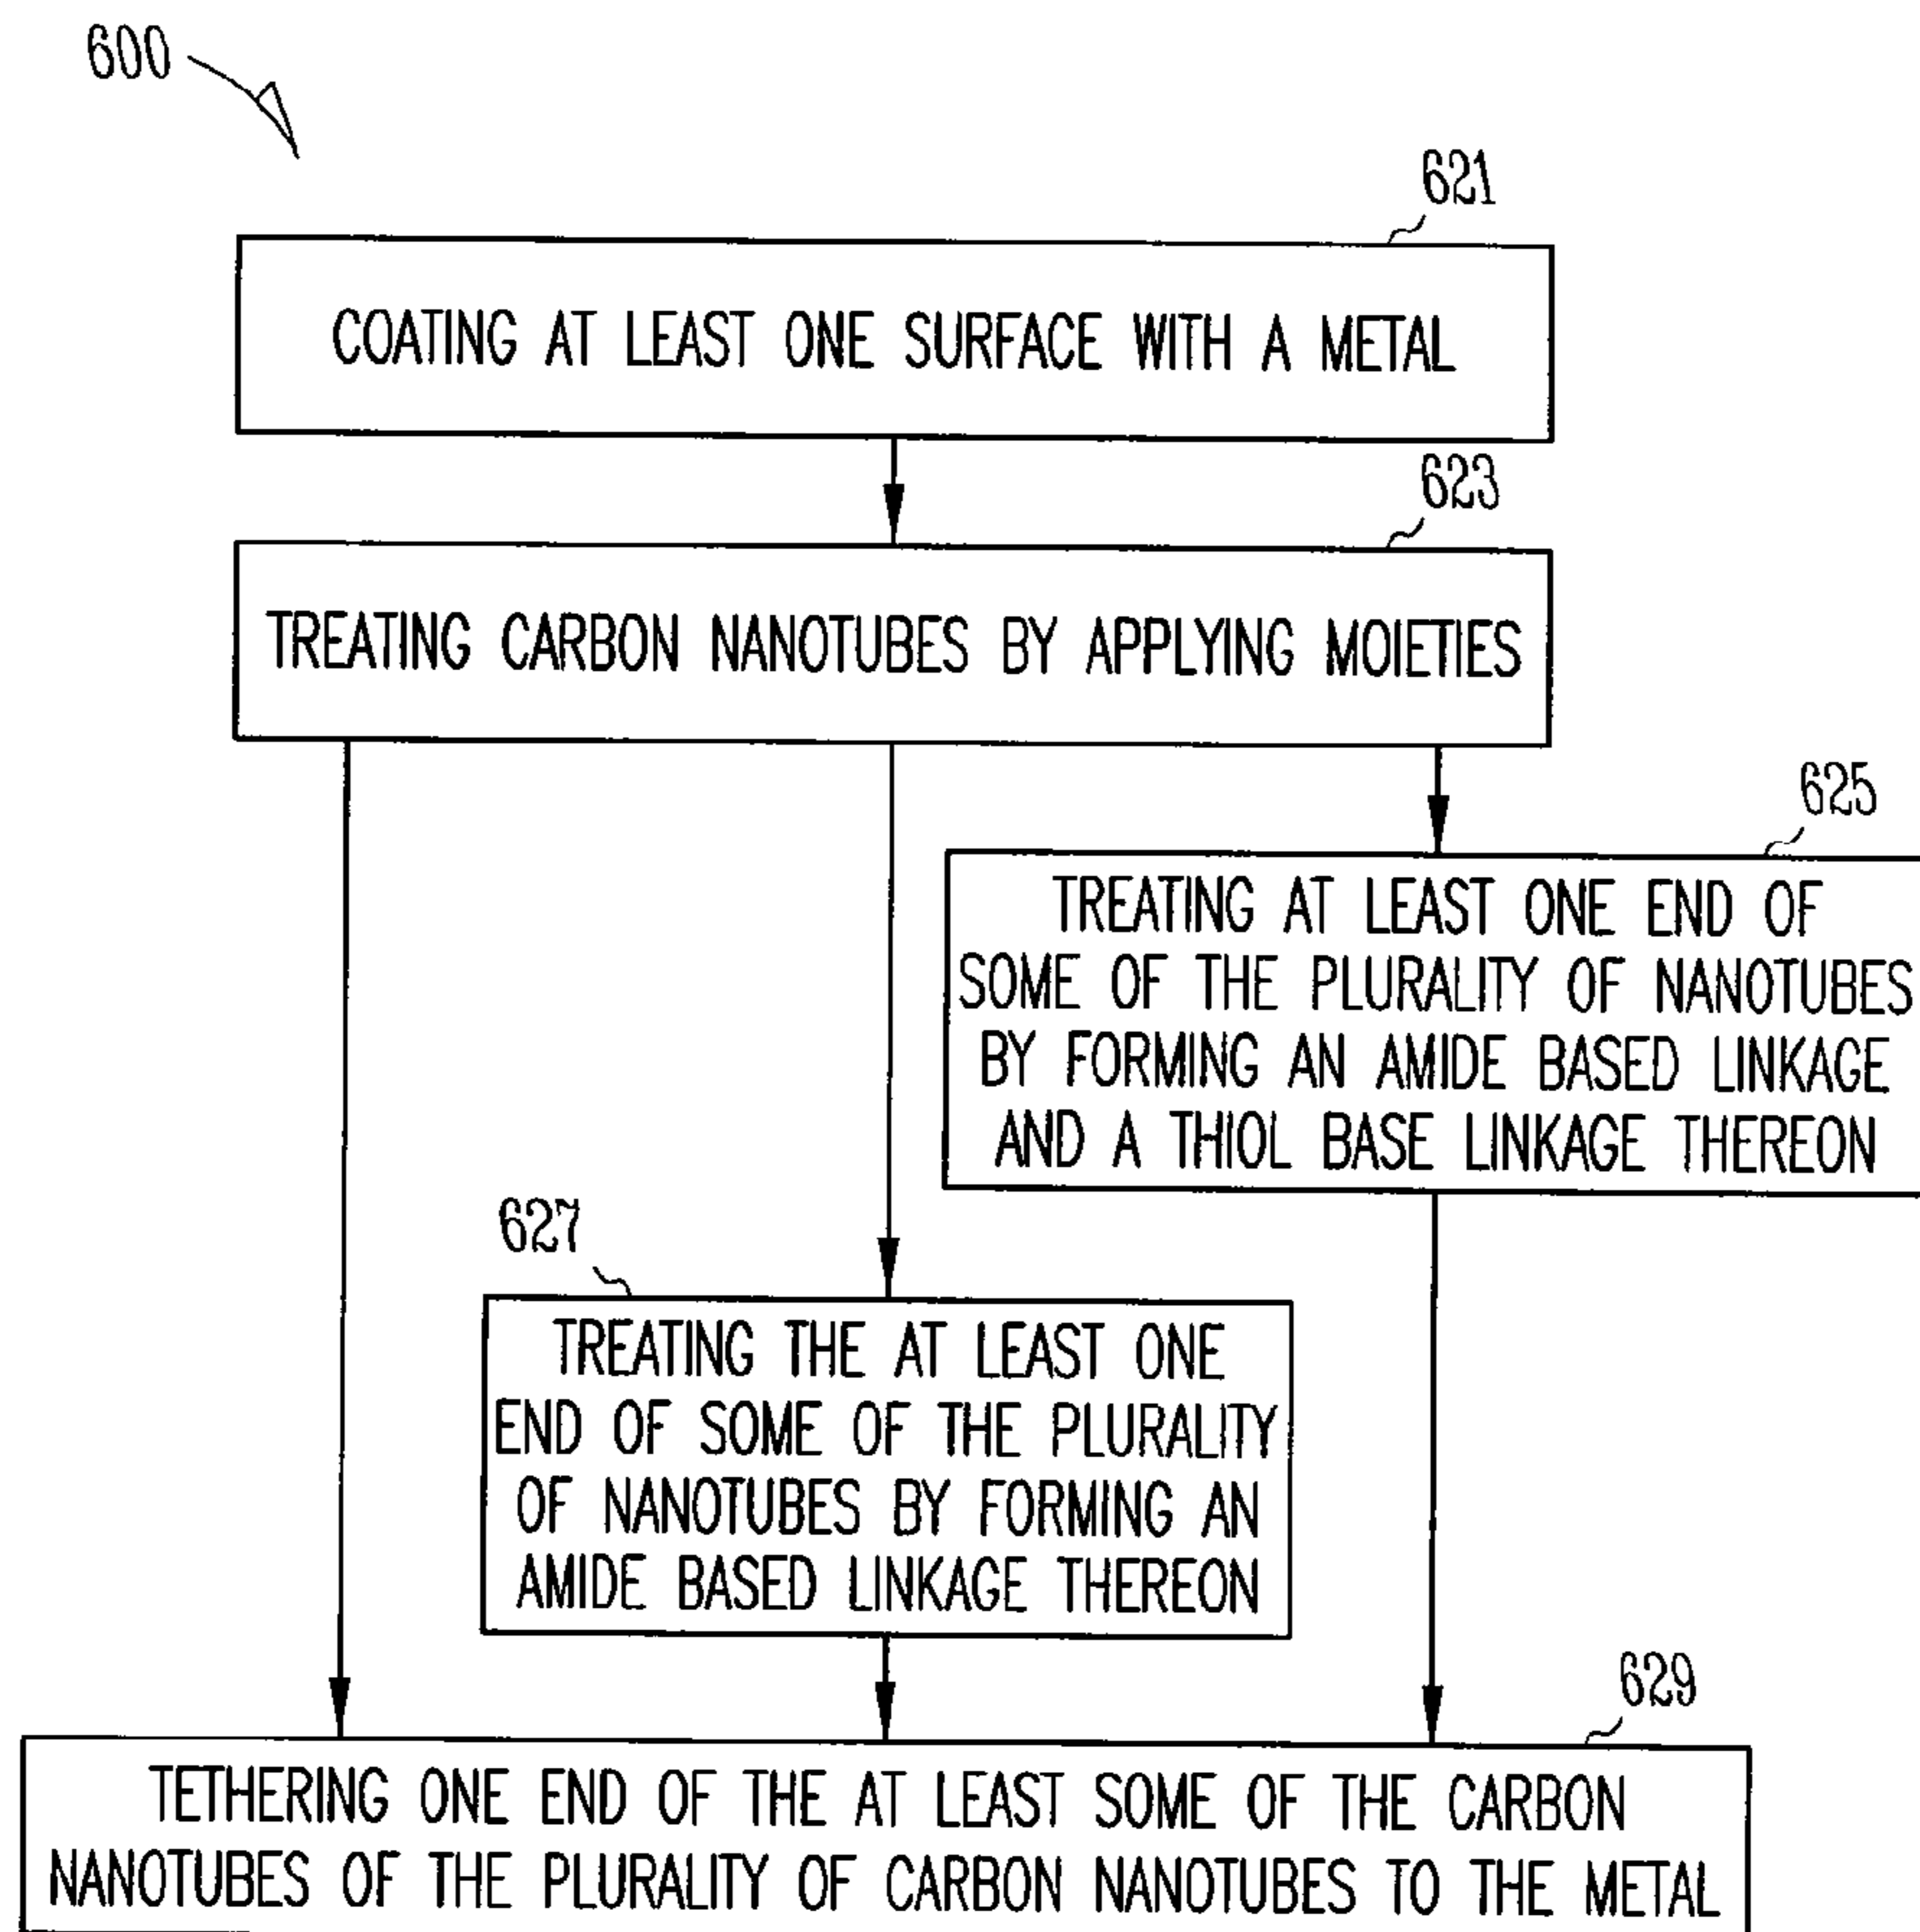 600
621
COATING AT LEAST ONE SURFACE WITH A METAL
623
TREATING CARBON NANOTUBES BY APPLYING MOIETIES
625
TREATING AT LEAST ONE END OF
SOME OF THE PLURALITY OF NANOTUBES
BY FORMING AN AMIDE BASED LINKAGE
AND A THIOL BASE LINKAGE THEREON
627
TREATING THE AT LEAST ONE
END OF SOME OF THE PLURALITY
OF NANOTUBES BY FORMING AN
AMIDE BASED LINKAGE THEREON
629
TETHERING ONE END OF THE AT LEAST SOME OF THE CARBON
NANOTUBES OF THE PLURALITY OF CARBON NANOTUBES TO THE METAL